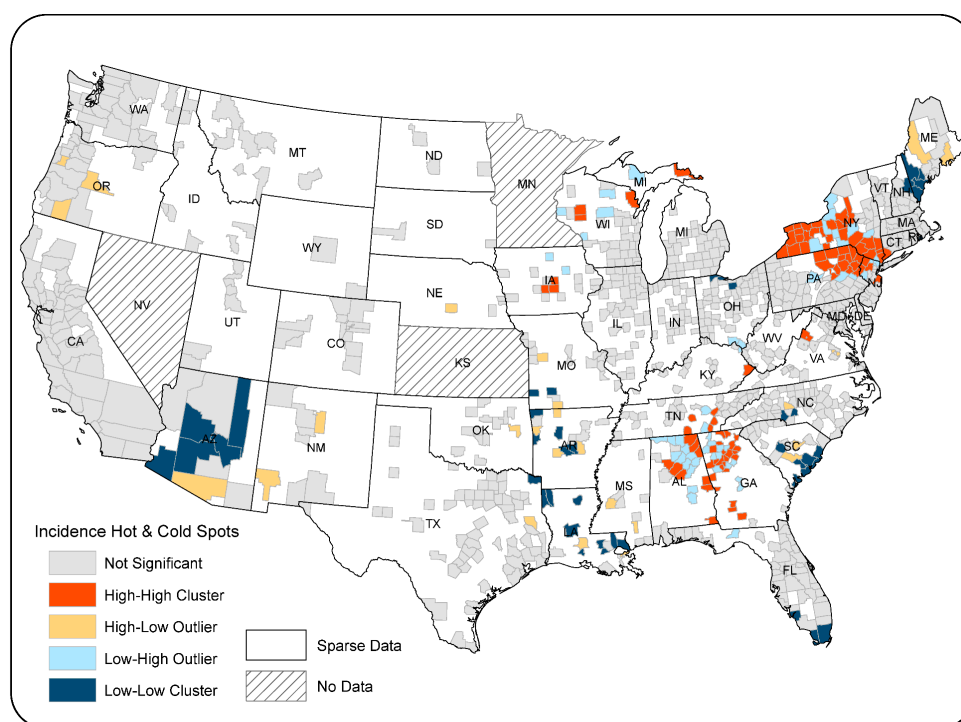 WA
MT
ND
MN
ME
OR
ID
SD
WI
MI
VT
NH
NY
MA
CT
RI
WY
MI
IA
NE
PA
NJ
NV
UT
CO
IL
IN
OH
MD
DE
CA
KS
MO
WV
VA
KY
AZ
NM
OK
AR
TN
NC
SC
TX
LA
MS
AL
GA
FL
Incidence Hot & Cold Spots
Not Significant
High-High Cluster
High-Low Outlier
Low-High Outlier
Low-Low Cluster
Sparse Data
No Data